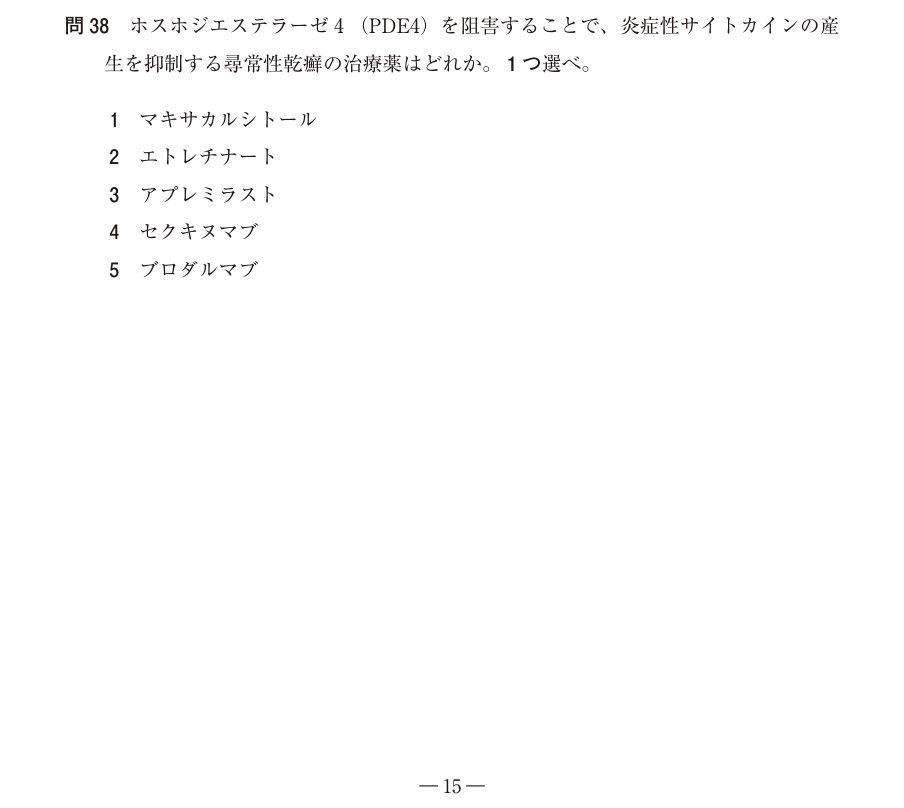 問 38 ホスホジエステラーゼ 4 （PDE4）を阻害することで、炎症性サイトカインの産
生を抑制する尋常性乾癬の治療薬はどれか。1 つ選べ。
1 マキサカルシトール
2 エトレチナート
3 アプレミラスト
4 セクキヌマブ
5 ブロダルマブ
— 15 —